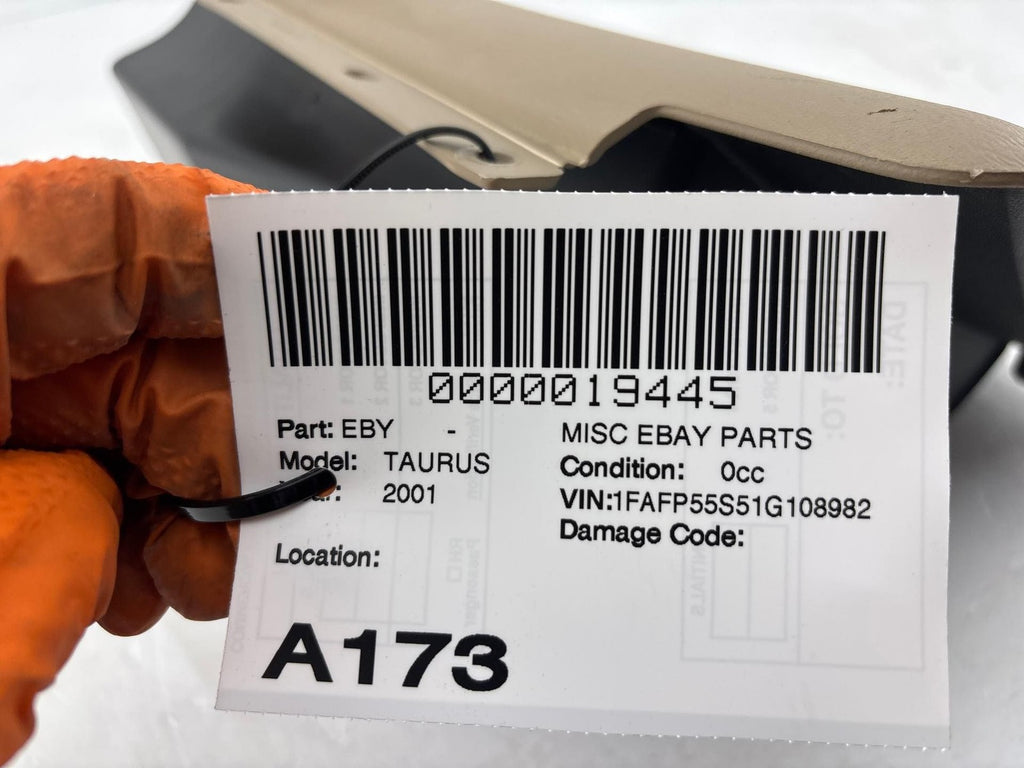 0000019445
Part: EBY - MISC EBAY PARTS
Model: TAURUS Condition: 0cc
2001 VIN:1FAFP55S51G108982
Damage Code:
Location:
A173